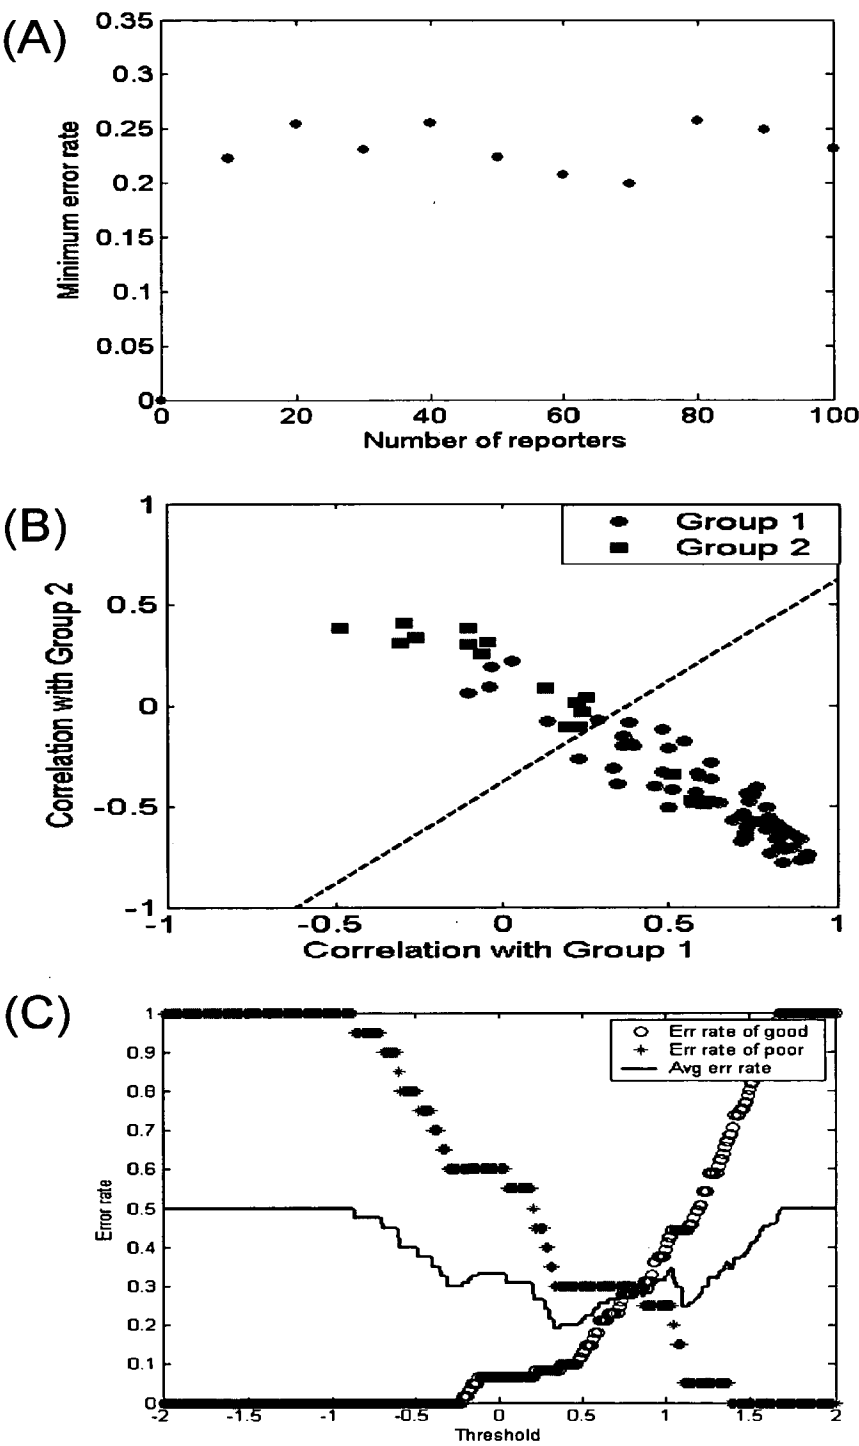 (A)
0.35
0.3
0.25
0.2
0.15
0.1
0.05
0
Minimum error rate
0 20 40 60 80 100
Number of reporters
(B)
1
0.5
0
-0.5
-1
Correlation with Group 2
Group 1
Group 2
-1 -0.5 0 0.5 1
Correlation with Group 1
(C)
1
0.9
0.8
0.7
0.6
0.5
0.4
0.3
0.2
0.1
0
Error rate
Err rate of good
Err rate of poor
Avg err rate
-2 -1.5 -1 -0.5 0 0.5 1 1.5 2
Threshold